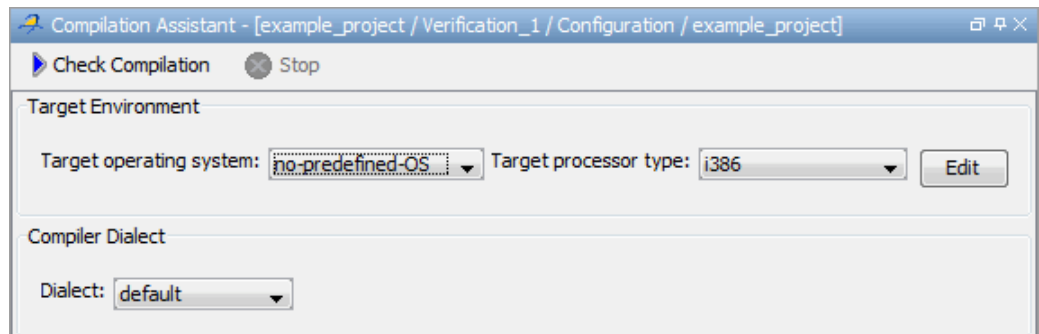 Compilation Assistant - [example_project / Verification_1 / Configuration / example_project]
Check Compilation Stop
Target Environment
Target operating system: no-predefined-OS Target processor type: i386 Edit
Compiler Dialect
Dialect: default